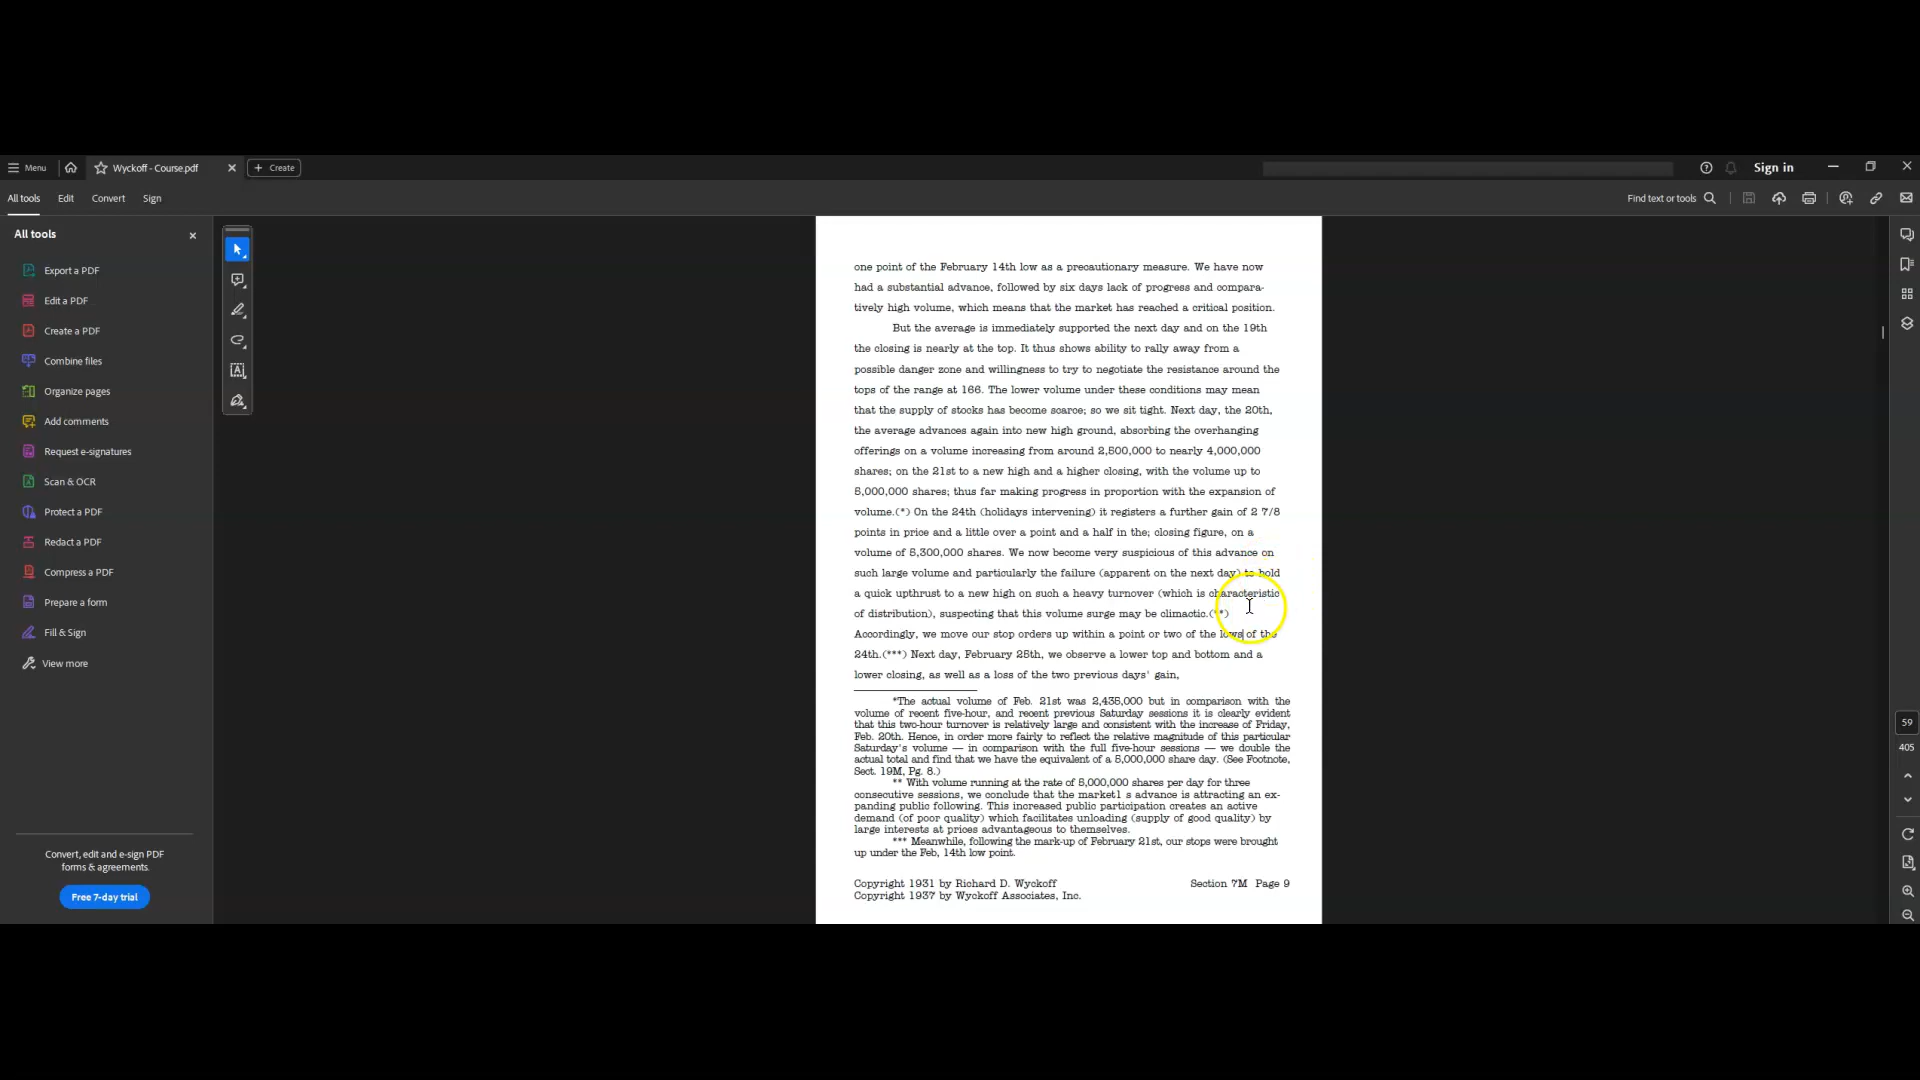 Menu
Wyckoff - Course.pdf
Create
Sign in
All tools
Edit
Convert
Sign
Find text or tools
All tools
Export a PDF
Edit a PDF
Create a PDF
Combine files
Organize pages
Add comments
Request e-signatures
Scan & OCR
Protect a PDF
Redact a PDF
Compress a PDF
Prepare a form
Fill & Sign
View more
Convert, edit and e-sign PDF
forms & agreements.
Free 7-day trial
one point of the February 14th low as a precautionary measure. We have now
had a substantial advance, followed by six days lack of progress and compara-
tively high volume, which means that the market has reached a critical position.
But the average is immediately supported the next day and on the 19th
the closing is nearly at the top. It thus shows ability to rally away from a
possible danger zone and willingness to try to negotiate the resistance around the
tops of the range at 166. The lower volume under these conditions may mean
that the supply of stocks has become scarce; so we sit tight. Next day, the 20th,
the average advances again into new high ground, absorbing the overhanging
offerings on a volume increasing from around 2,500,000 to nearly 4,000,000
shares; on the 21st to a new high and a higher closing, with the volume up to
5,000,000 shares; thus far making progress in proportion with the expansion of
volume.(*) On the 24th (holidays intervening) it registers a further gain of 2 7/8
points in price and a little over a point and a half in the; closing figure, on a
volume of 5,300,000 shares. We now become very suspicious of this advance on
such large volume and particularly the failure (apparent on the next day) to hold
a quick upthrust to a new high on such a heavy turnover (which is characteristic
of distribution), suspecting that this volume surge may be climactic.(**)
Accordingly, we move our stop orders up within a point or two of the lows of the
24th.(***) Next day, February 25th, we observe a lower top and bottom and a
lower closing, as well as a loss of the two previous days' gain,
*The actual volume of Feb. 21st was 2,435,000 but in comparison with the
volume of recent five-hour, and recent previous Saturday sessions it is clearly evident
that this two-hour turnover is relatively large and consistent with the increase of Friday,
Feb. 20th. Hence, in order more fairly to reflect the relative magnitude of this particular
Saturday's volume — in comparison with the full five-hour sessions — we double the
actual total and find that we have the equivalent of a 5,000,000 share day. (See Footnote,
Sect. 19M, Pg. 8.)
** With volume running at the rate of 5,000,000 shares per day for three
consecutive sessions, we conclude that the market1 s advance is attracting an ex-
panding public following. This increased public participation creates an active
demand (of poor quality) which facilitates unloading (supply of good quality) by
large interests at prices advantageous to themselves.
*** Meanwhile, following the mark-up of February 21st, our stops were brought
up under the Feb, 14th low point.
Copyright 1931 by Richard D. Wyckoff Section 7M Page 9
Copyright 1937 by Wyckoff Associates, Inc.
59
405